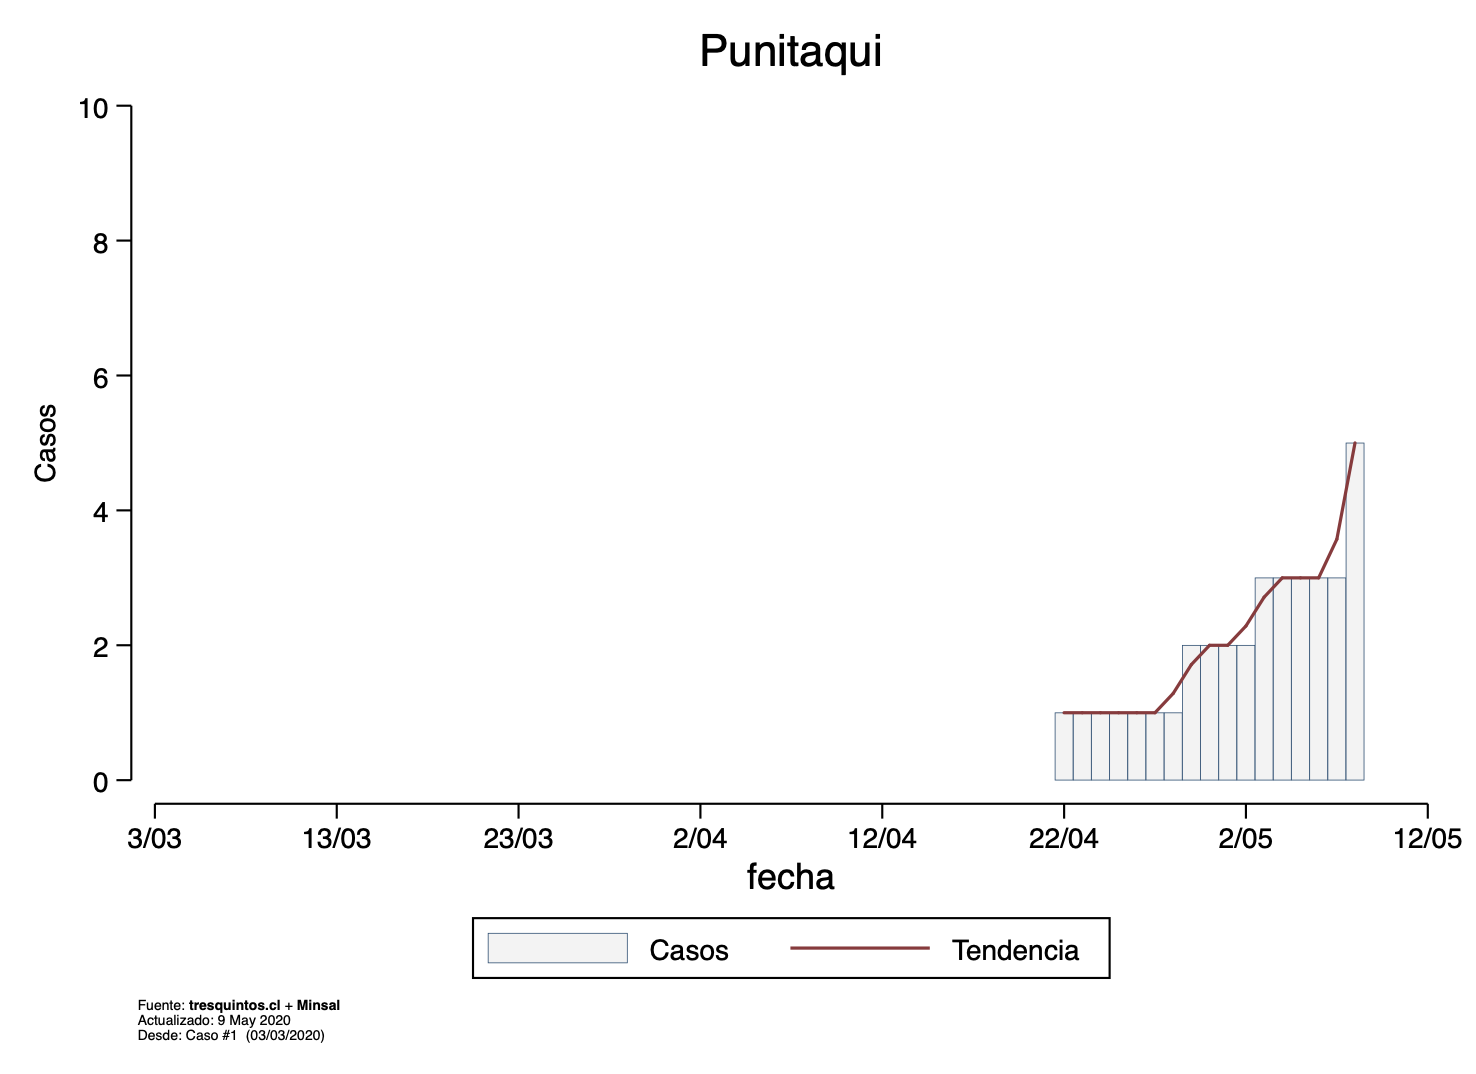 Punitaqui
10
8
6
4
2
0
Casos
3/03 13/03 23/03 2/04 12/04 22/04 2/05 12/05
fecha
Casos Tendencia
Fuente: tresquintos.cl + Minsal
Actualizado: 9 May 2020
Desde: Caso #1 (03/03/2020)